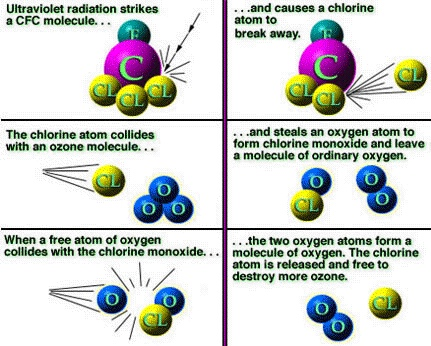 Ultraviolet radiation strikes
a CFC molecule. . .
F
C
CL
CL
CL
. . .and causes a chlorine
atom to
break away.
F
C
CL
CL
CL
The chlorine atom collides
with an ozone molecule. . .
CL
O
O
O
. . .and steals an oxygen atom to
form chlorine monoxide and leave
a molecule of ordinary oxygen.
O
CL
O
O
When a free atom of oxygen
collides with the chlorine monoxide. . .
O
O
CL
. . .the two oxygen atoms form a
molecule of oxygen. The chlorine
atom is released and free to
destroy more ozone.
O
O
CL